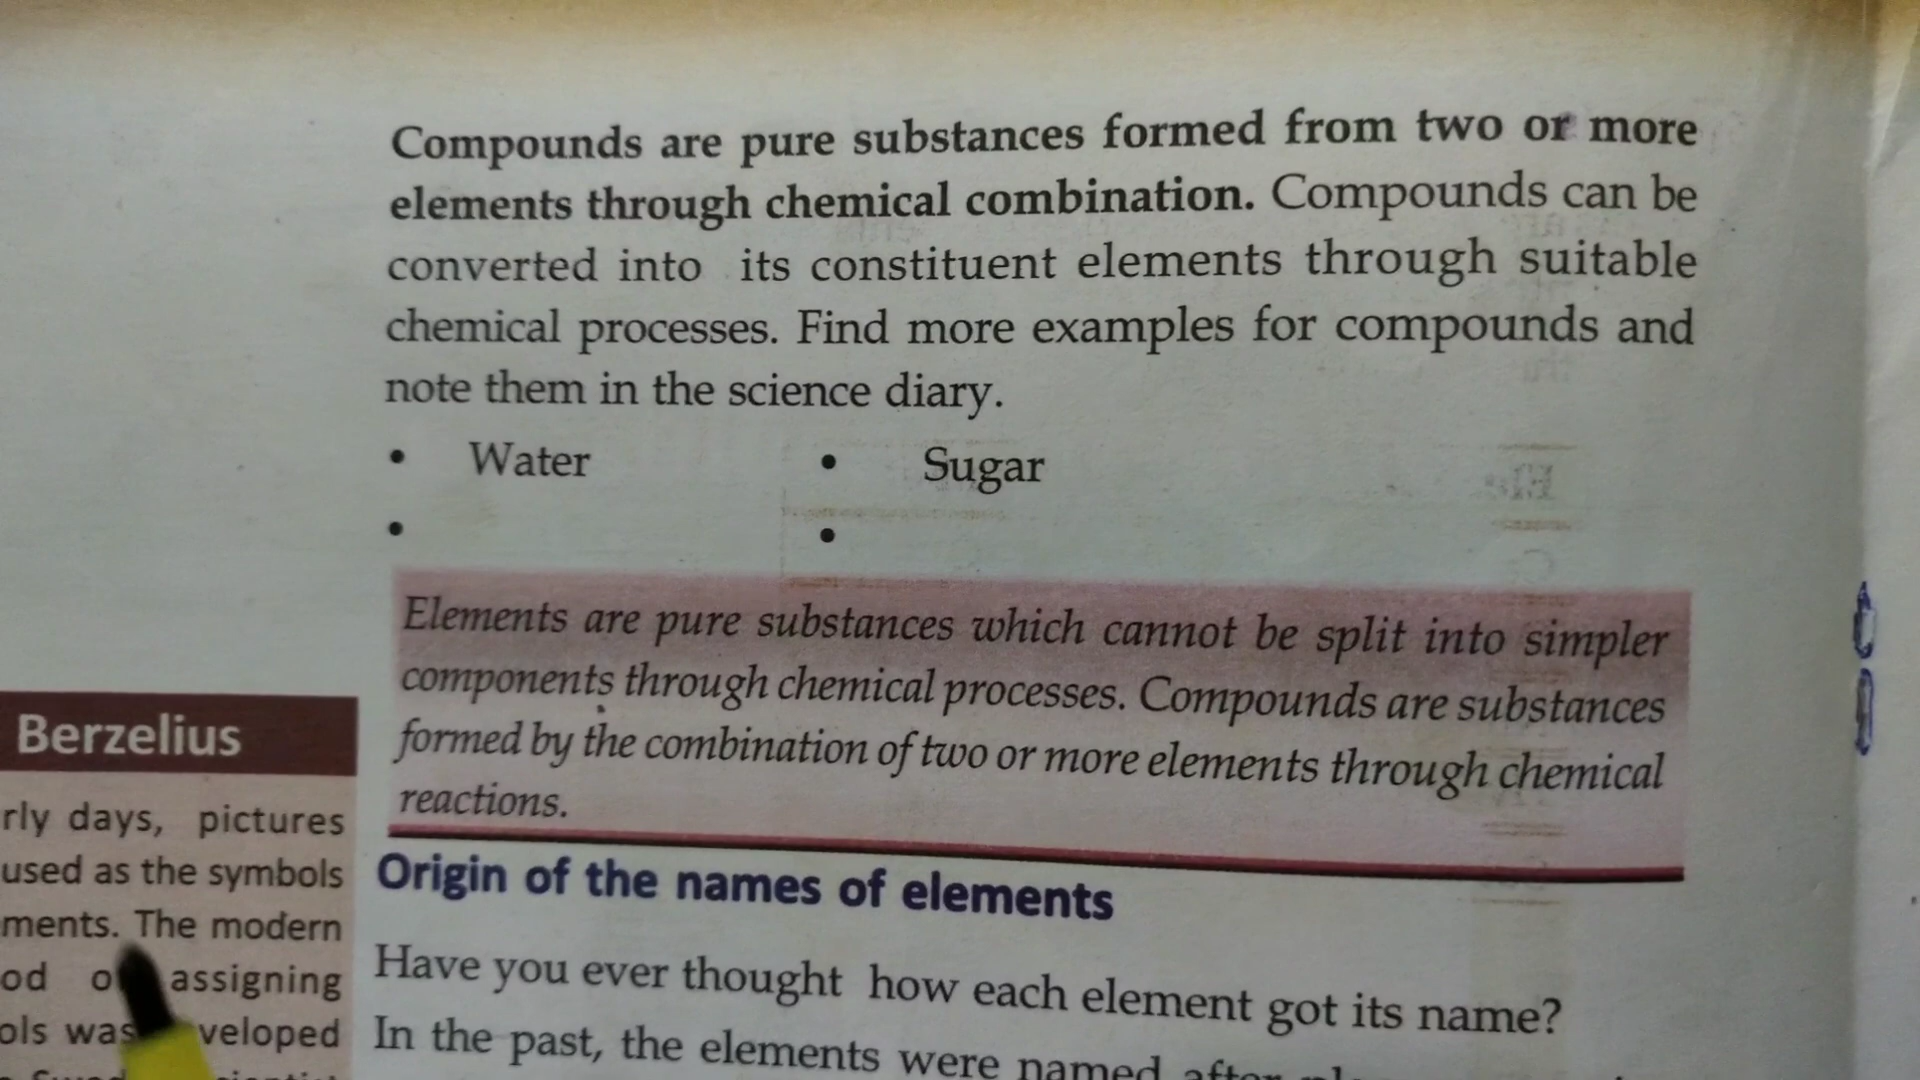 Compounds are pure substances formed from two or more
elements through chemical combination. Compounds can be
converted into its constituent elements through suitable
chemical processes. Find more examples for compounds and
note them in the science diary.
• Water • Sugar
• •
Elements are pure substances which cannot be split into simpler
components through chemical processes. Compounds are substances
formed by the combination of two or more elements through chemical
reactions.
Origin of the names of elements
Have you ever thought how each element got its name?
In the past, the elements were named after
Berzelius
rly days, pictures
used as the symbols
ments. The modern
od assigning
ols was veloped